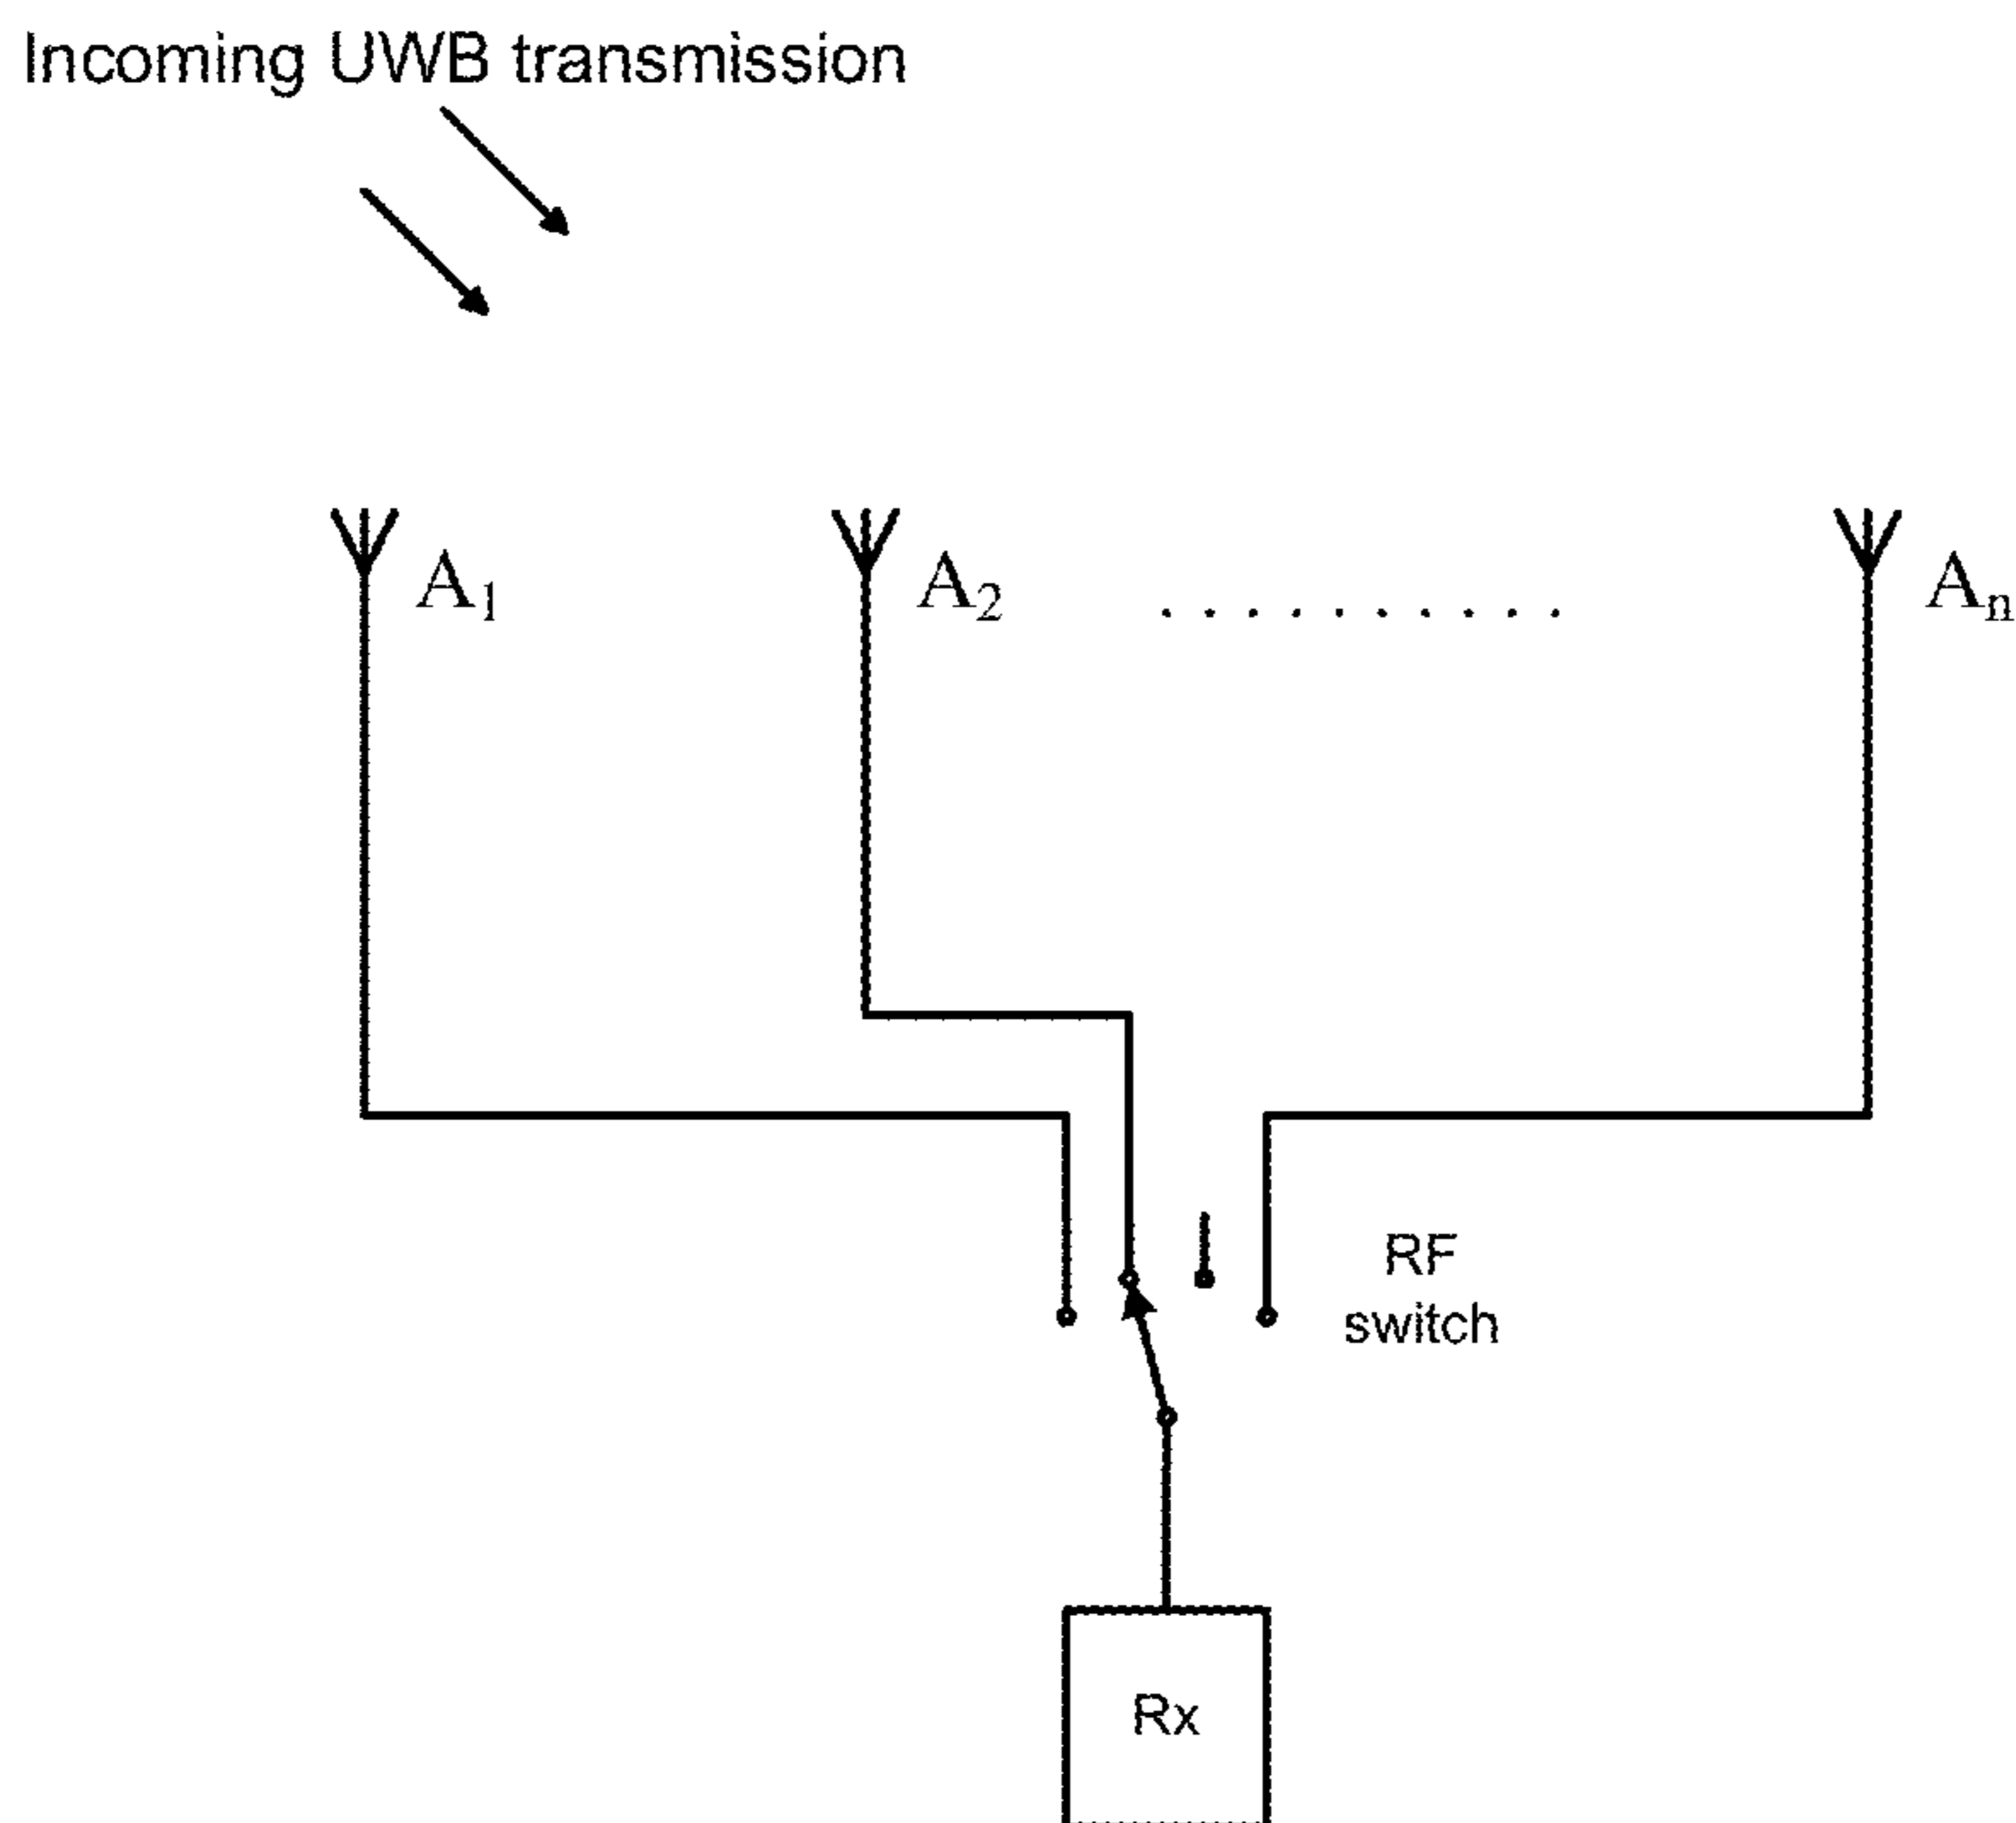 Incoming UWB transmission
A₁
A₂
. . . . . . . . . .
Aₙ
RF
switch
Rx